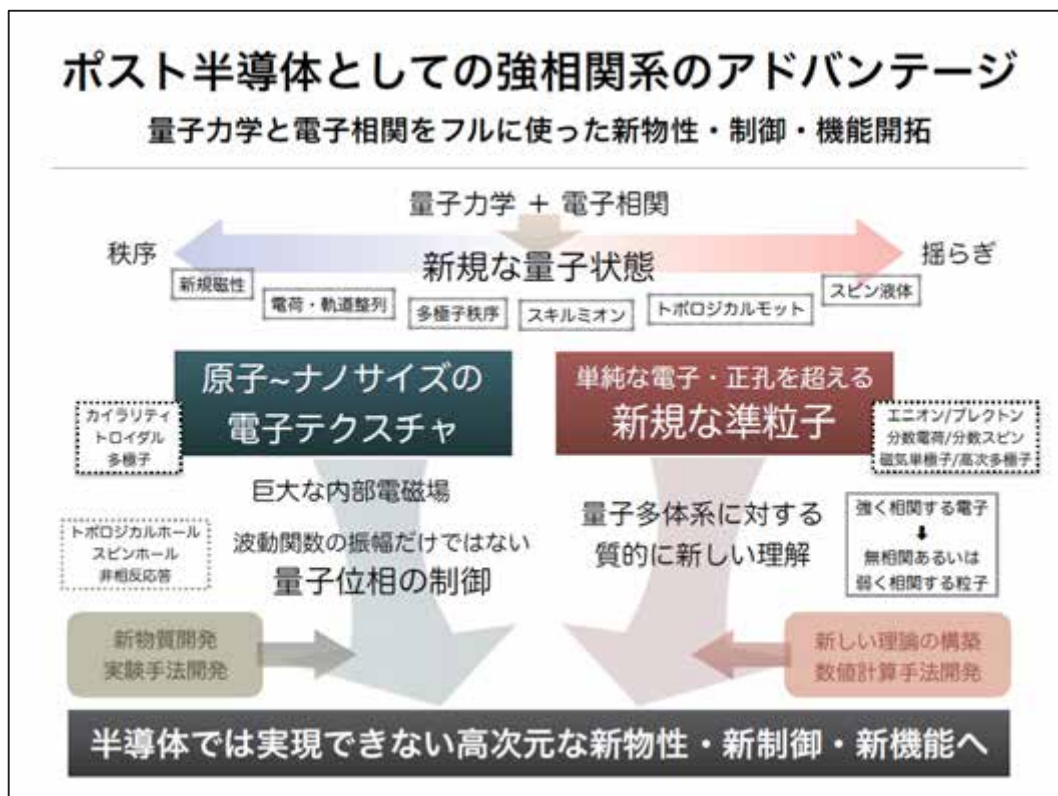 ポスト半導体としての強相関系のアドバンテージ
量子力学と電子相関をフルに使った新物性・制御・機能開拓
量子力学 + 電子相関
秩序
新規な量子状態
揺らぎ
新規磁性
電荷・軌道整列
多極子秩序
スキルミオン
トポロジカルモット
スピン液体
原子~ナノサイズの
電子テクスチャ
単純な電子・正孔を超える
新規な準粒子
カイラリティ
トロイダル
多極子
エニオン/プレクトン
分数電荷/分数スピン
磁気単極子/高次多極子
巨大な内部電磁場
波動関数の振幅だけではない
量子位相の制御
トポロジカルホール
スピンホール
非相反応答
量子多体系に対する
質的に新しい理解
強く相関する電子
⬇
無相関あるいは
弱く相関する粒子
新物質開発
実験手法開発
新しい理論の構築
数値計算手法開発
半導体では実現できない高次元な新物性・新制御・新機能へ